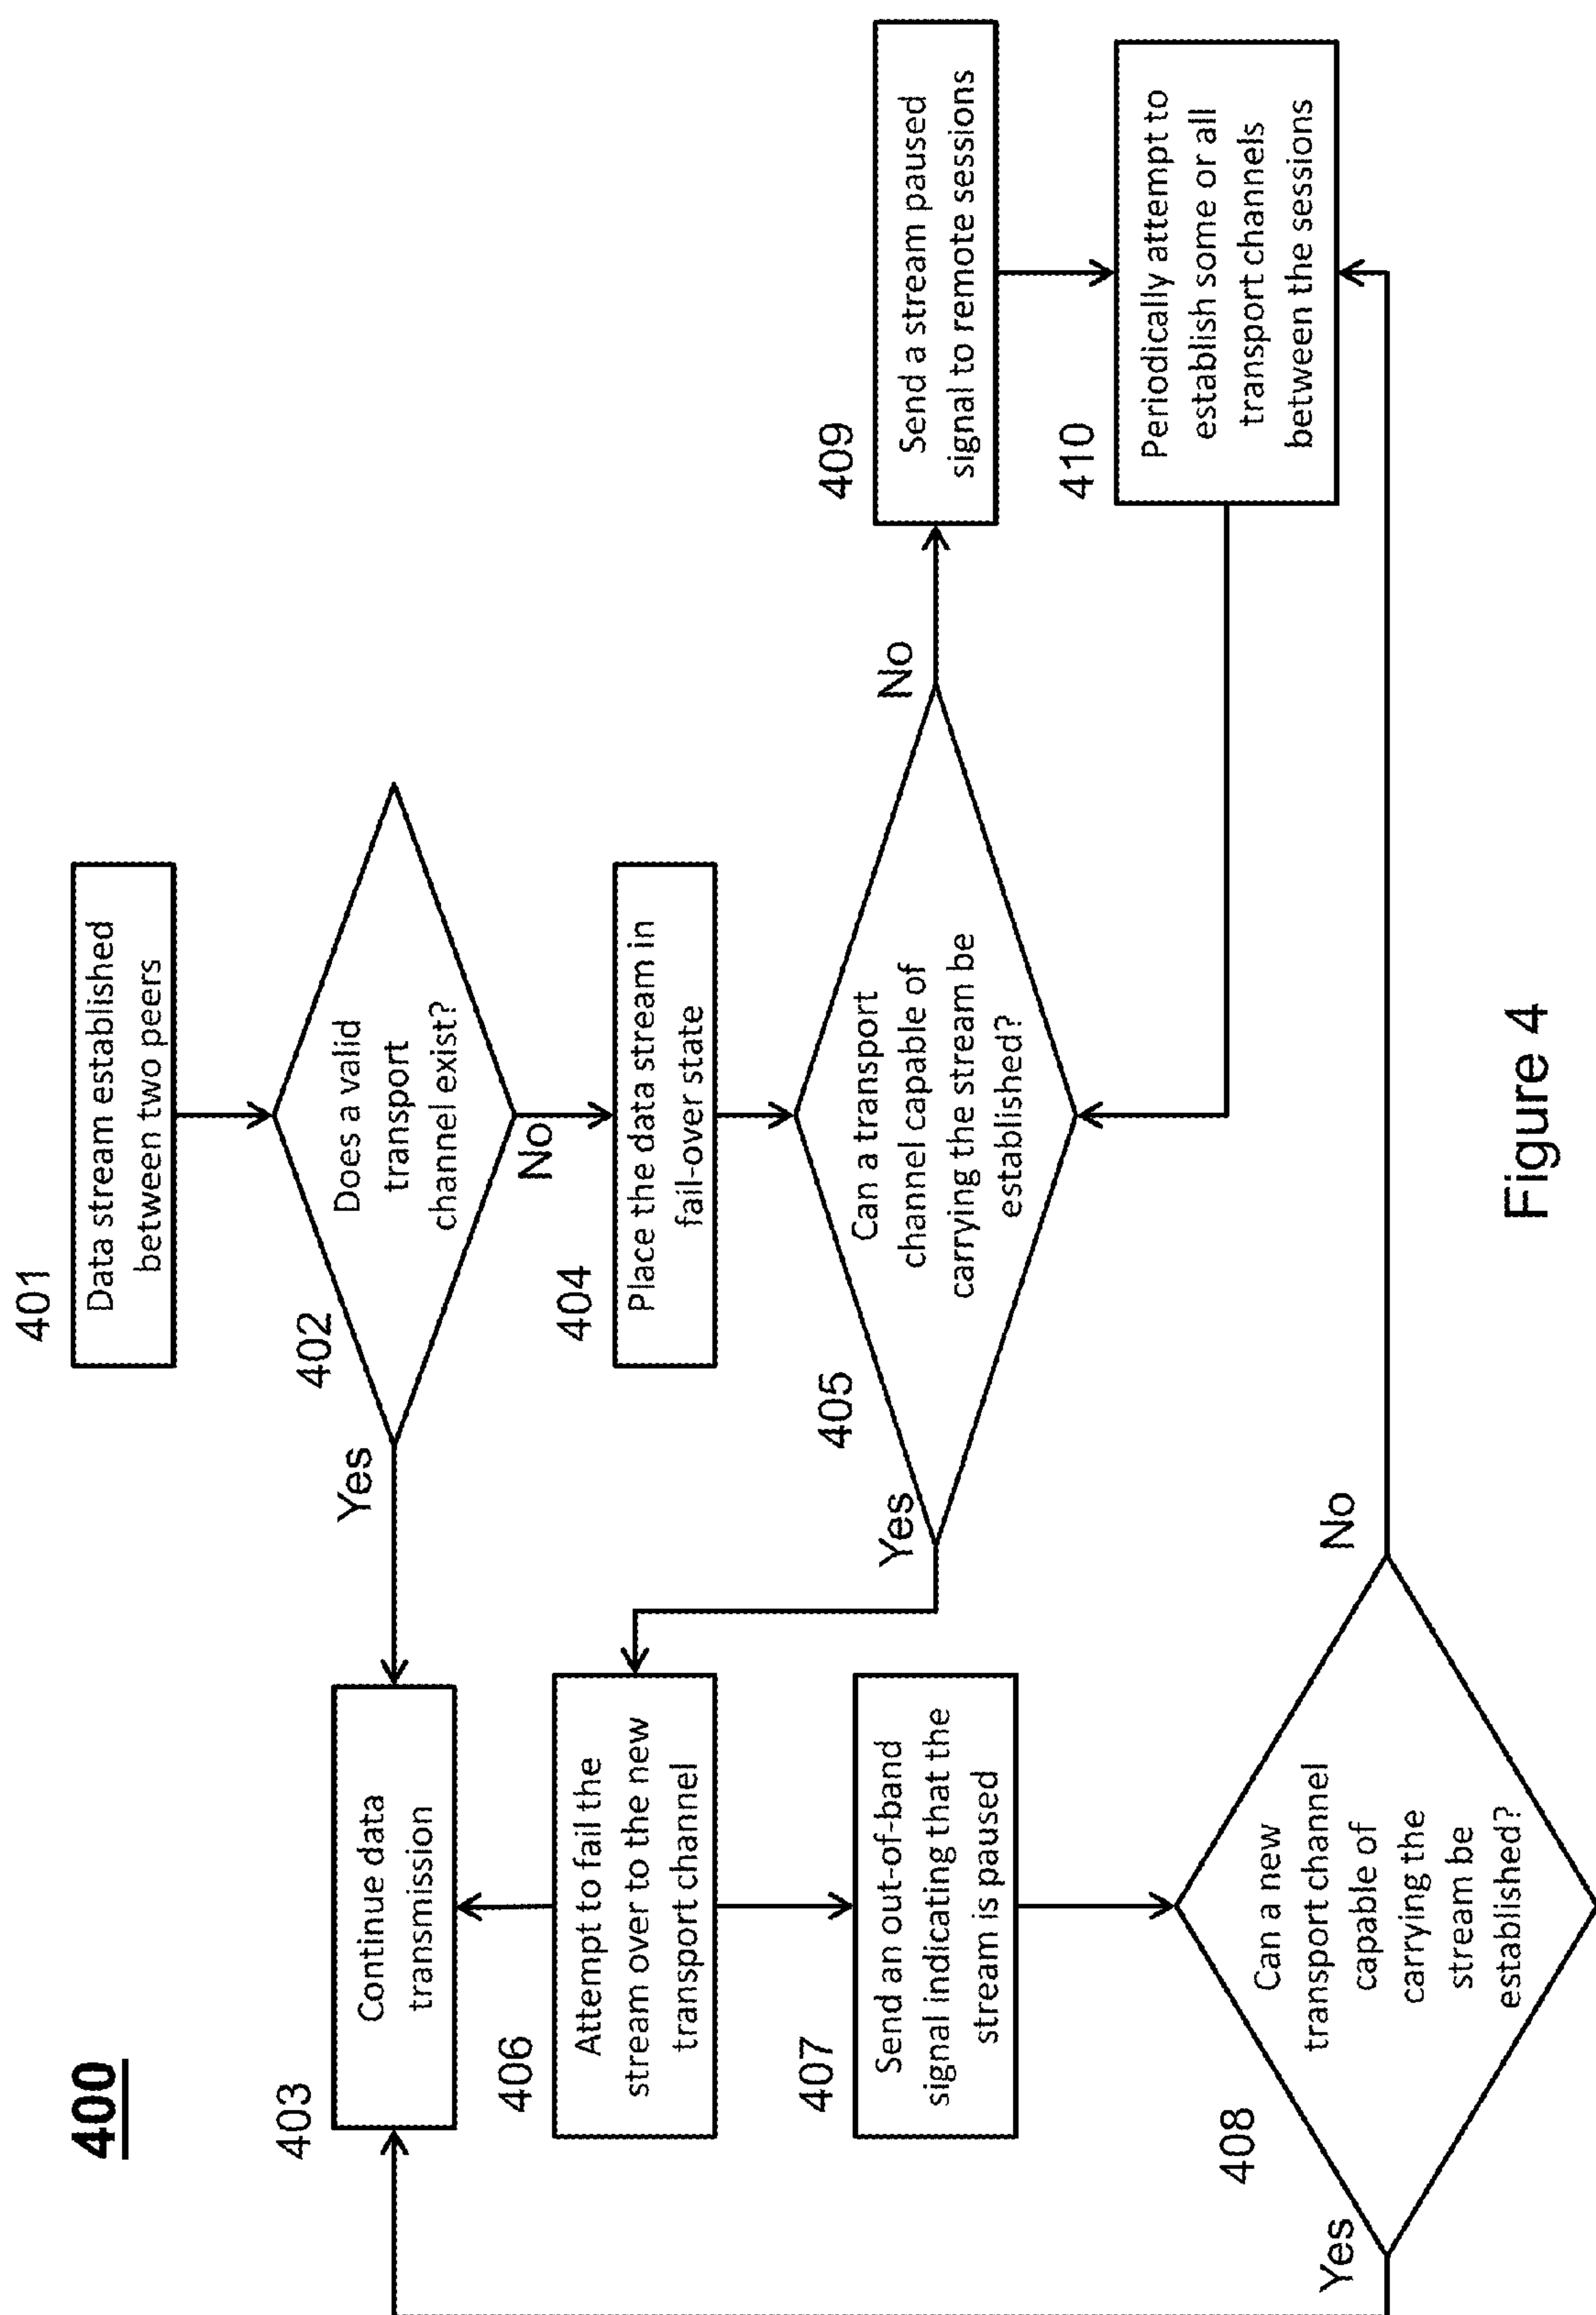 400
401
Data stream established
between two peers
402
Does a valid
transport
channel exist?
Yes
No
403
Continue data
transmission
404
Place the data stream in
fail-over state
405
Can a transport
channel capable of
carrying the stream be
established?
Yes
No
406
Attempt to fail the
stream over to the new
transport channel
407
Send an out-of-band
signal indicating that the
stream is paused
408
Can a new
transport channel
capable of
carrying the
stream be
established?
Yes
No
409
Send a stream paused
signal to remote sessions
410
Periodically attempt to
establish some or all
transport channels
between the sessions
Figure 4